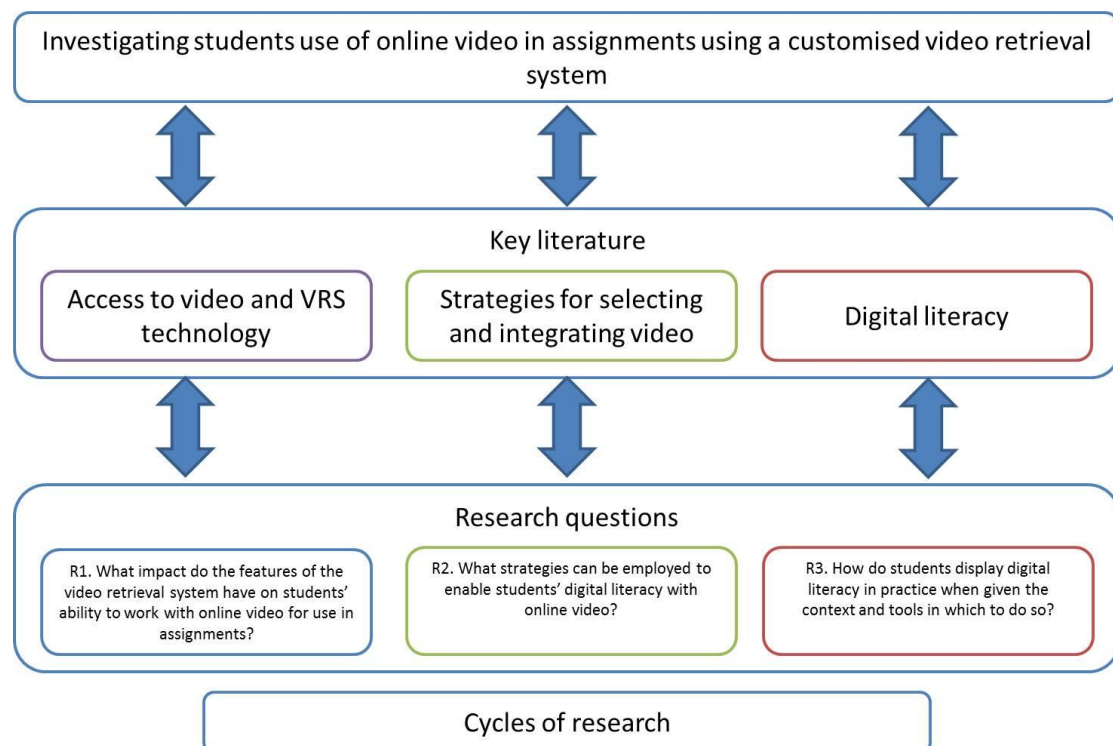 Investigating students use of online video in assignments using a customised video retrieval
system
Key literature
Access to video and VRS
technology
Strategies for selecting
and integrating video
Digital literacy
Research questions
R1. What impact do the features of the
video retrieval system have on students’
ability to work with online video for use in
assignments?
R2. What strategies can be employed to
enable students’ digital literacy with
online video?
R3. How do students display digital
literacy in practice when given the
context and tools in which to do so?
Cycles of research